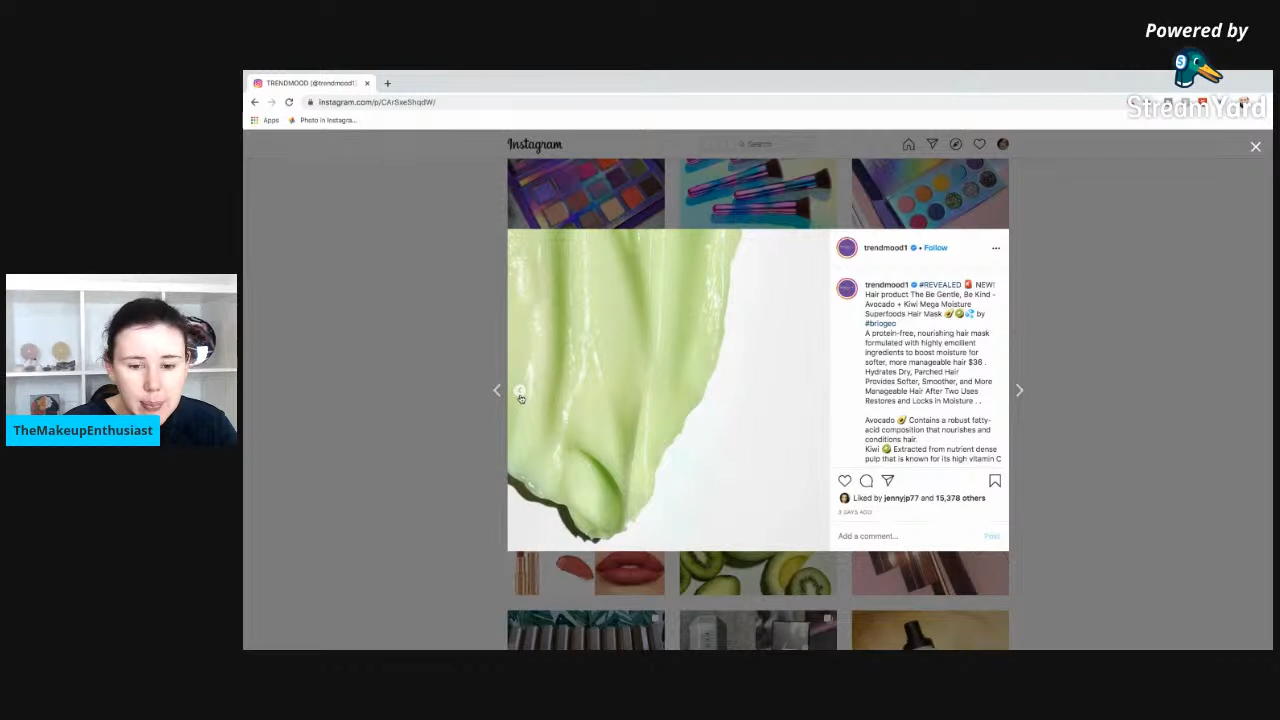 Powered by
StreamYard
TRENDMOOD (@trendmood1)
instagram.com/p/CArSxeShqdW/
Apps
Photo in Instagra...
Instagram
Search
trendmood1 • Follow
trendmood1 #REVEALED 🚨 NEW!
Hair product The Be Gentle, Be Kind -
Avocado + Kiwi Mega Moisture
Superfoods Hair Mask 🥑🥝💦 by
#briogeo
A protein-free, nourishing hair mask
formulated with highly emollient
ingredients to boost moisture for
softer, more manageable hair $36 .
Hydrates Dry, Parched Hair
Provides Softer, Smoother, and More
Manageable Hair After Two Uses
Restores and Locks in Moisture . .
Avocado 🥑 Contains a robust fatty-
acid composition that nourishes and
conditions hair.
Kiwi 🥝 Extracted from nutrient dense
pulp that is known for its high vitamin C
Liked by jennyjp77 and 15,378 others
3 DAYS AGO
Add a comment...
Post
TheMakeupEnthusiast